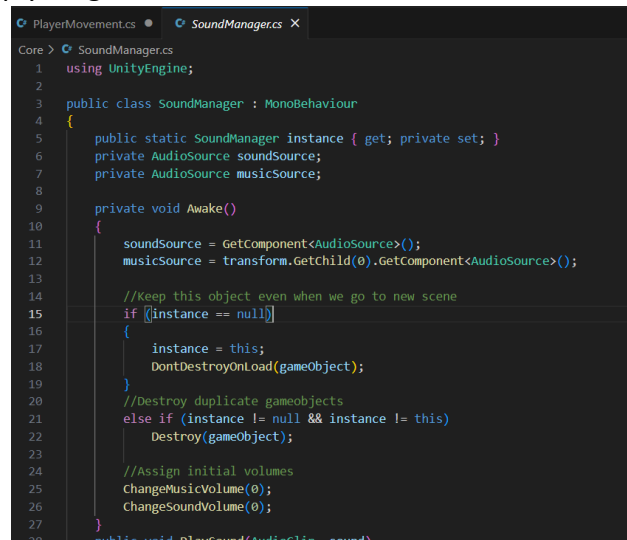 PlayerMovement.cs ● C# SoundManager.cs ×
Core > C# SoundManager.cs
1 using UnityEngine;
2
3 public class SoundManager : MonoBehaviour
4 {
5     public static SoundManager instance { get; private set; }
6     private AudioSource soundSource;
7     private AudioSource musicSource;
8
9     private void Awake()
10     {
11         soundSource = GetComponent<AudioSource>();
12         musicSource = transform.GetChild(0).GetComponent<AudioSource>();
13
14         //Keep this object even when we go to new scene
15         if (instance == null)
16         {
17             instance = this;
18             DontDestroyOnLoad(gameObject);
19         }
20         //Destroy duplicate gameobjects
21         else if (instance != null && instance != this)
22             Destroy(gameObject);
23
24         //Assign initial volumes
25         ChangeMusicVolume(0);
26         ChangeSoundVolume(0);
27     }
public void PlaySound(AudioClip _sound)